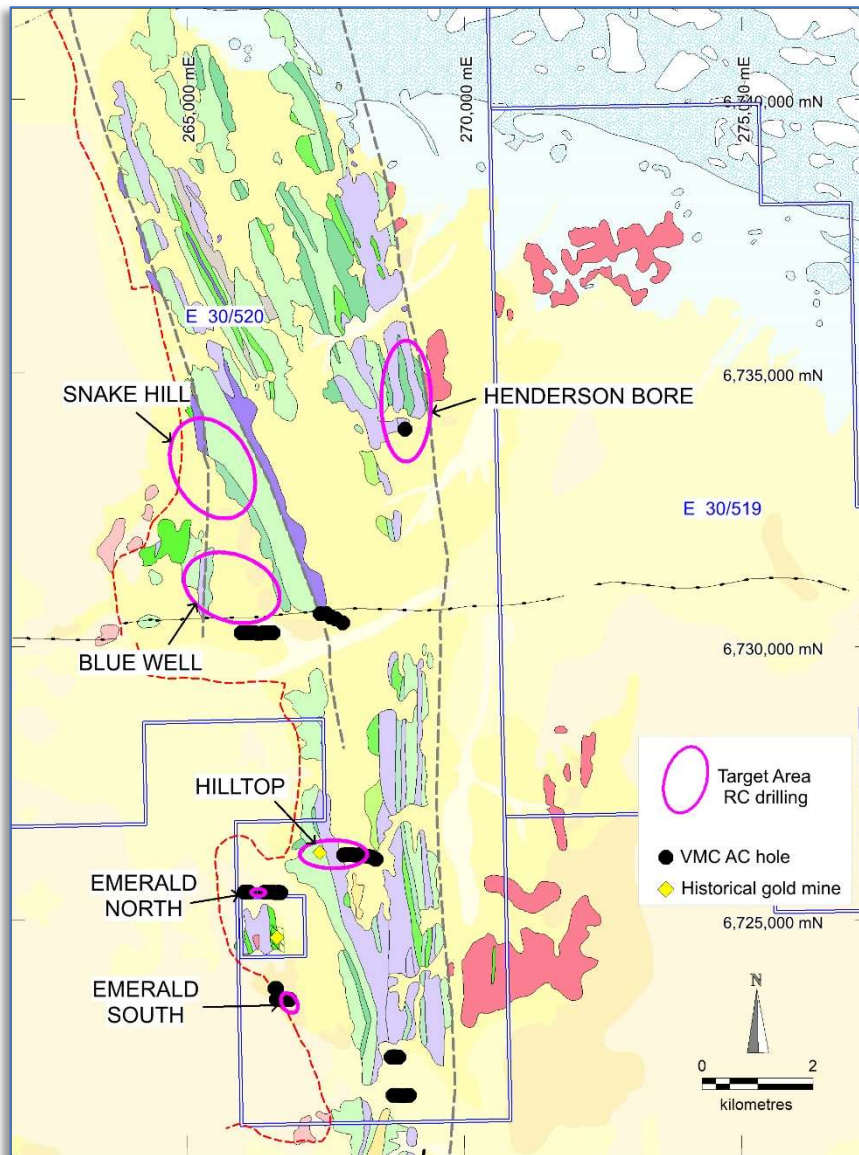 265,000 mE
270,000 mE
275,000 mE
6,740,000 mN
E 30/520
6,735,000 mN
SNAKE HILL
HENDERSON BORE
E 30/519
6,730,000 mN
BLUE WELL
HILLTOP
Target Area
RC drilling
VMC AC hole
Historical gold mine
EMERALD
NORTH
6,725,000 mN
EMERALD
SOUTH
N
0
2
kilometres